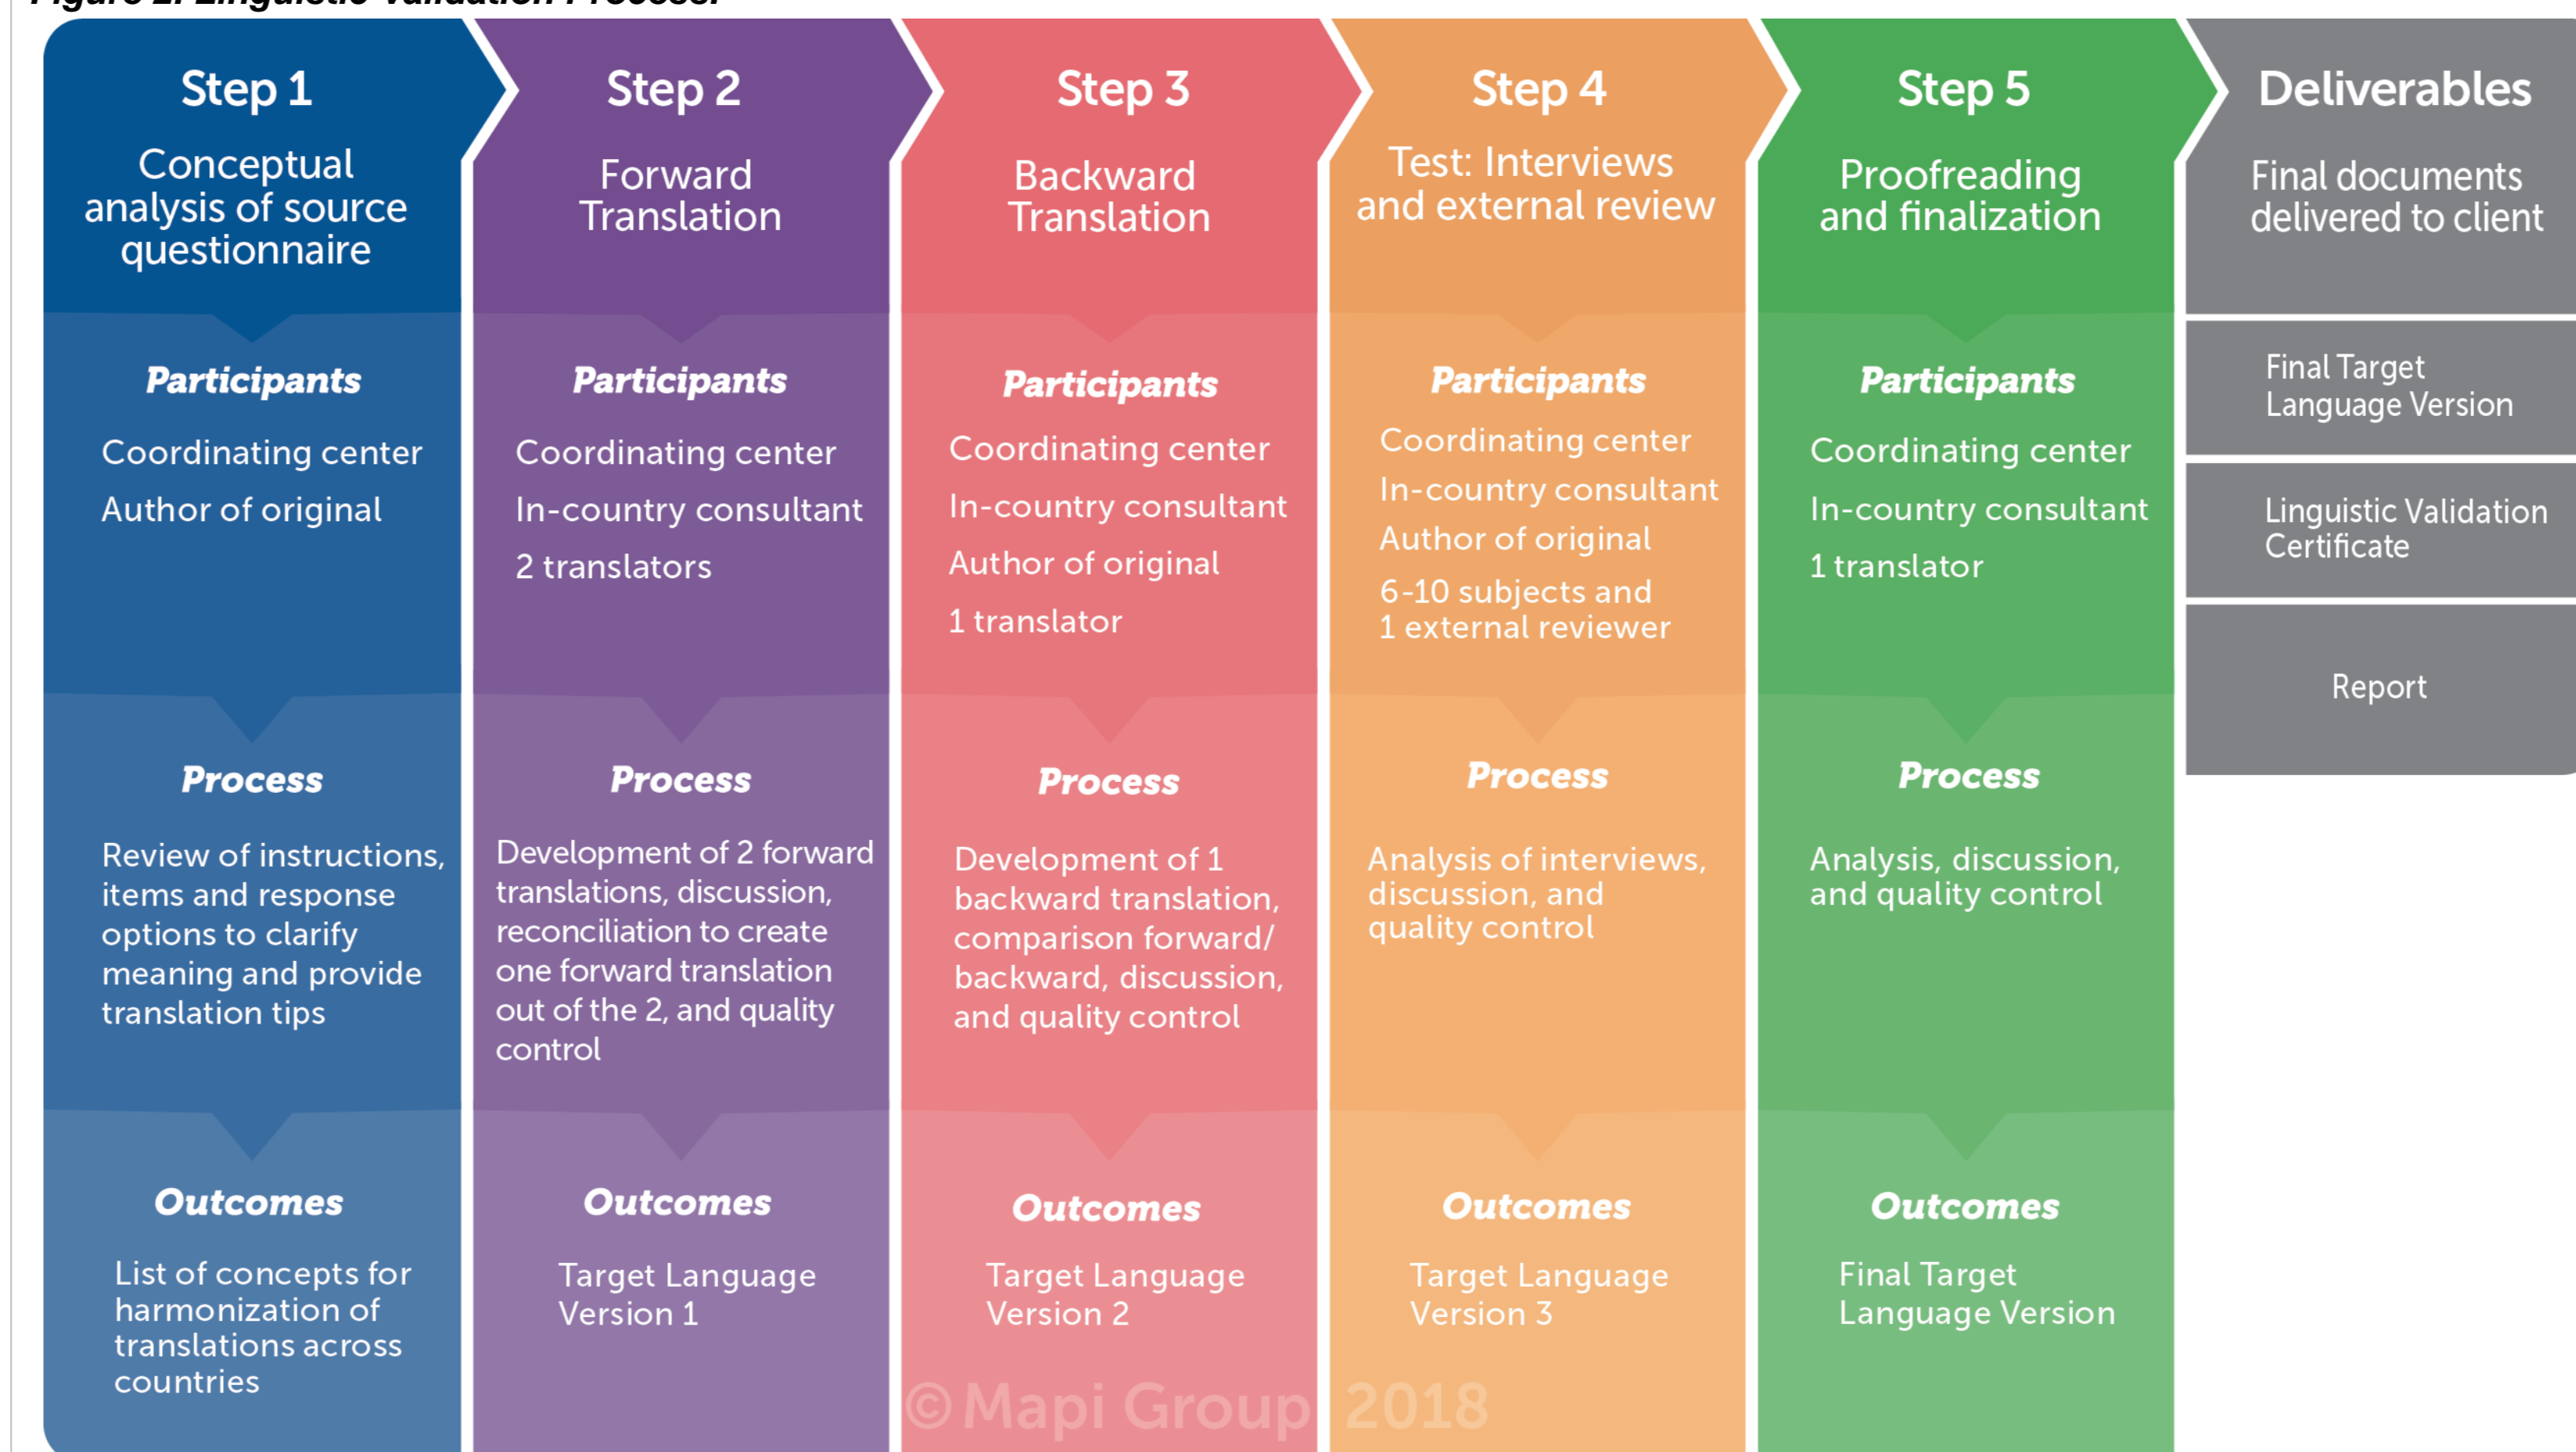 Figure 2. Linguistic Validation Process.
Step 1
Conceptual
analysis of source
questionnaire
Participants
Coordinating center
Author of original
Process
Review of instructions,
items and response
options to clarify
meaning and provide
translation tips
Outcomes
List of concepts for
harmonization of
translations across
countries
Step 2
Forward
Translation
Participants
Coordinating center
In-country consultant
2 translators
Process
Development of 2 forward
translations, discussion,
reconciliation to create
one forward translation
out of the 2, and quality
control
Outcomes
Target Language
Version 1
Step 3
Backward
Translation
Participants
Coordinating center
In-country consultant
Author of original
1 translator
Process
Development of 1
backward translation,
comparison forward/
backward, discussion,
and quality control
Outcomes
Target Language
Version 2
Step 4
Test: Interviews
and external review
Participants
Coordinating center
In-country consultant
Author of original
6-10 subjects and
1 external reviewer
Process
Analysis of interviews,
discussion, and
quality control
Outcomes
Target Language
Version 3
Step 5
Proofreading
and finalization
Participants
Coordinating center
In-country consultant
1 translator
Process
Analysis, discussion,
and quality control
Outcomes
Final Target
Language Version
Deliverables
Final documents
delivered to client
Final Target
Language Version
Linguistic Validation
Certificate
Report
© Mapi Group 2018